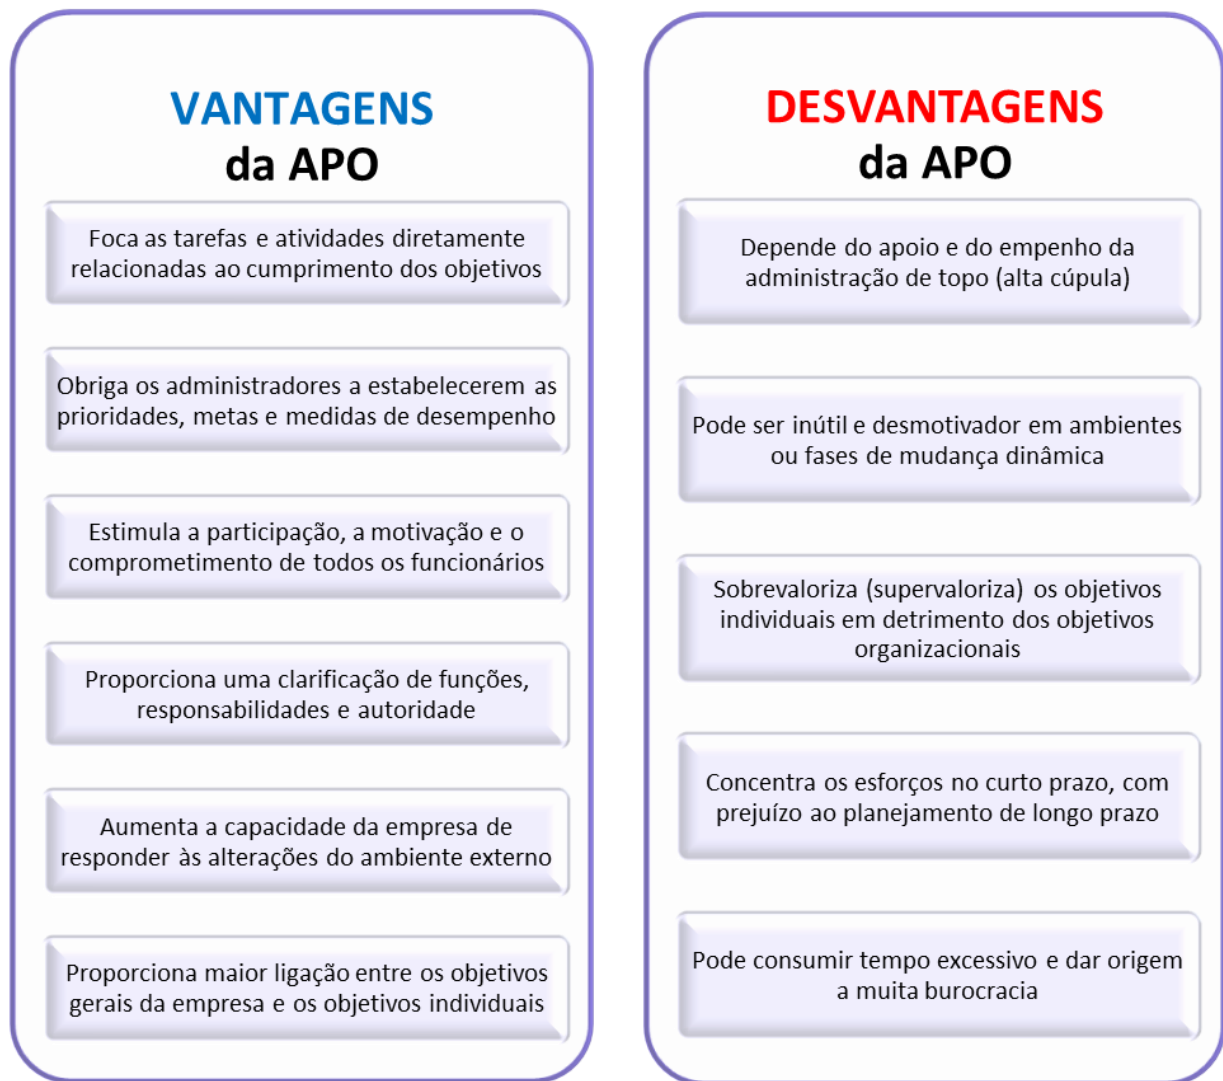 VANTAGENS
da APO
Foca as tarefas e atividades diretamente
relacionadas ao cumprimento dos objetivos
Obriga os administradores a estabelecerem as
prioridades, metas e medidas de desempenho
Estimula a participação, a motivação e o
comprometimento de todos os funcionários
Proporciona uma clarificação de funções,
responsabilidades e autoridade
Aumenta a capacidade da empresa de
responder às alterações do ambiente externo
Proporciona maior ligação entre os objetivos
gerais da empresa e os objetivos individuais
DESVANTAGENS
da APO
Depende do apoio e do empenho da
administração de topo (alta cúpula)
Pode ser inútil e desmotivador em ambientes
ou fases de mudança dinâmica
Sobrevaloriza (supervaloriza) os objetivos
individuais em detrimento dos objetivos
organizacionais
Concentra os esforços no curto prazo, com
prejuízo ao planejamento de longo prazo
Pode consumir tempo excessivo e dar origem
a muita burocracia